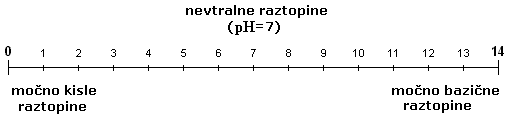 nevtralne raztopine
(pH=7)
0 1 2 3 4 5 6 7 8 9 10 11 12 13 14
močno kisle
raztopine
močno bazične
raztopine